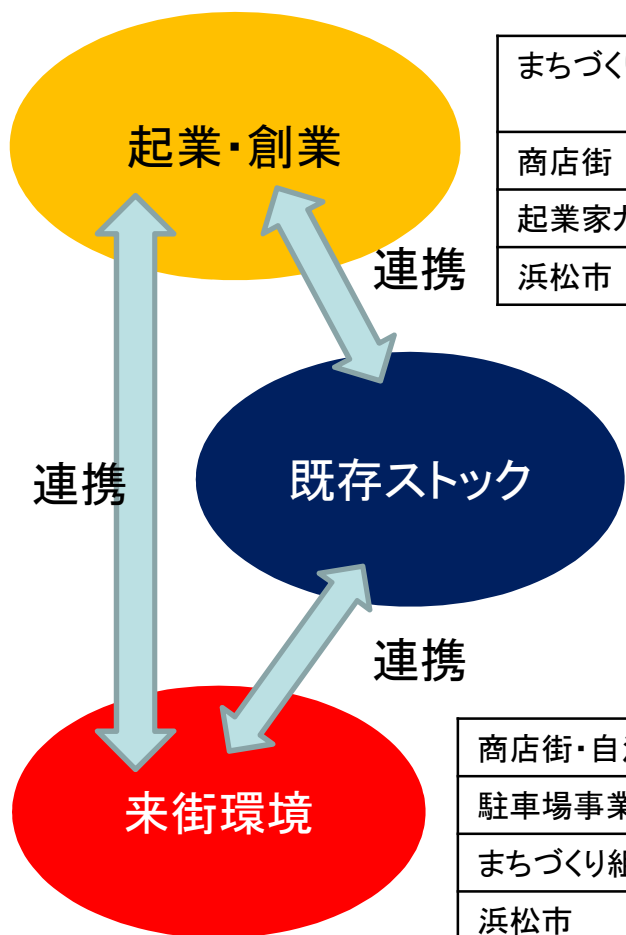 起業・創業
まちづく
商店街
起業家
浜松市
連携
連携
既存ストック
連携
来街環境
商店街・自
駐車場事業
まちづくり組
浜松市